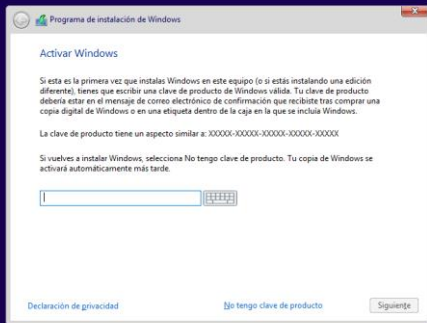 Programa de instalación de Windows
Activar Windows
Si esta es la primera vez que instalas Windows en este equipo (o si estás instalando una edición
diferente), tienes que escribir una clave de producto de Windows válida. Tu clave de producto
debería estar en el mensaje de correo electrónico de confirmación que recibiste tras comprar una
copia digital de Windows o en una etiqueta dentro de la caja en la que se incluía Windows.
La clave de producto tiene un aspecto similar a: XXXXX-XXXXX-XXXXX-XXXXX-XXXXX
Si vuelves a instalar Windows, selecciona No tengo clave de producto. Tu copia de Windows se
activará automáticamente más tarde.
Declaración de privacidad
No tengo clave de producto
Siguiente